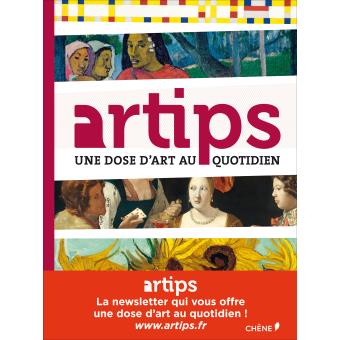 artips
UNE DOSE D'ART AU QUOTIDIEN
artips
La newsletter qui vous offre
une dose d'art au quotidien !
www.artips.fr
CHÊNE